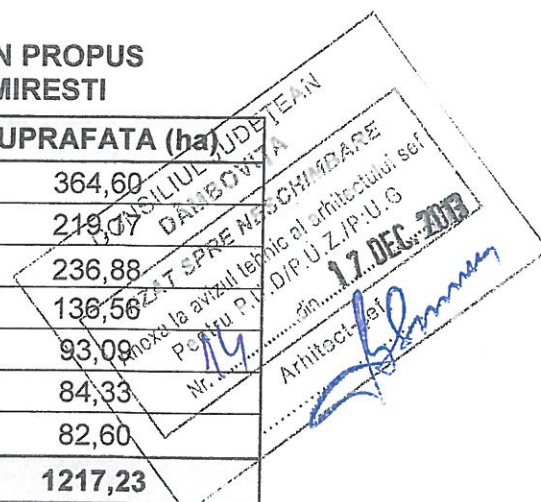 N PROPUS
MIRESTI
UPRAFATA (ha)
364,60
219,17
236,88
136,56
93,09
84,33
82,60
1217,23
CONSILIUL JUDETEAN
DAMBOVITA
VIZAT SPRE NESCHIMBARE
Anexa la avizul tehnic al arhitectului sef
Pentru P.U.D/P.U.Z./P.U.G
Nr. 14 din 17 DEC. 2013
Arhitect sef